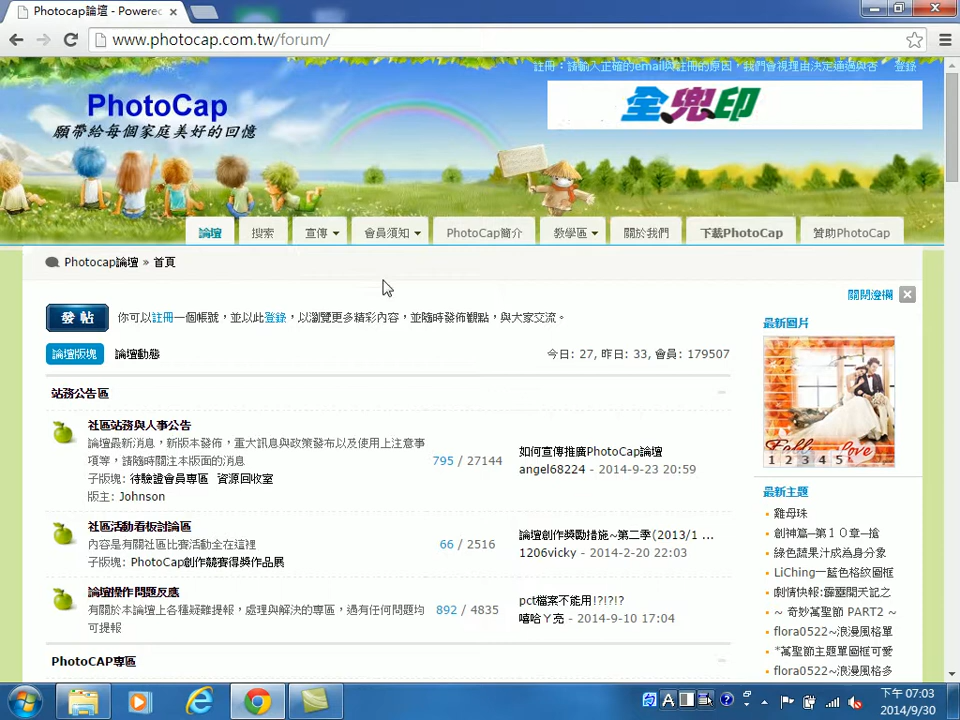 Photocap論壇 - Powered
www.photocap.com.tw/forum/
註冊：請輸入正確的email與註冊的原因，我們會視理由決定通過與否
登錄
PhotoCap
願帶給每個家庭美好的回憶
全兜印
論壇
搜索
宣傳
會員須知
PhotoCap簡介
教學區
關於我們
下載PhotoCap
贊助PhotoCap
Photocap論壇 » 首頁
關閉邊欄
發帖
你可以註冊一個帳號，並以此登錄，以瀏覽更多精彩內容，並隨時發佈觀點，與大家交流。
論壇版塊
論壇動態
今日: 27, 昨日: 33, 會員: 179507
站務公告區
社區站務與人事公告
論壇最新消息，新版本發佈，重大訊息與政策發布以及使用上注意事
項等，請隨時關注本版面的消息
子版塊: 待驗證會員專區 資源回收室
版主: Johnson
795 / 27144
如何宣傳推廣PhotoCap論壇
angel68224 - 2014-9-23 20:59
社區活動看板討論區
內容是有關社區比賽活動全在這裡
子版塊: PhotoCap創作競賽得獎作品展
66 / 2516
論壇創作獎勵措施~第二季(2013/1 ...
1206vicky - 2014-2-20 22:03
論壇操作問題反應
有關於本論壇上各種疑難提報，處理與解決的專區，遇有任何問題均
可提報
892 / 4835
pct檔案不能用!?!?!?
嘻哈ㄚ亮 - 2014-9-10 17:04
PhotoCAP專區
最新圖片
Fall Love
1 2 3 4 5
最新主題
雞母珠
創神篇─第１０章─搶
綠色蔬果汁成為身分象
LiChing—藍色格紋圖框
劇情快報:霹靂開天記之
~ 奇妙萬聖節 PART2 ~
flora0522~浪漫風格單
*萬聖節主題單圖框可愛
flora0522~浪漫風格多
A
下午 07:03
2014/9/30